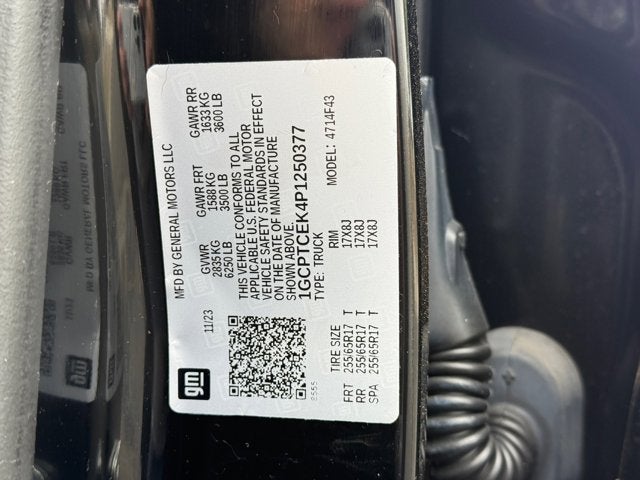 gm
MFD BY GENERAL MOTORS LLC
11/23
GVWR GAWR FRT GAWR RR
2835 KG 1588 KG 1633 KG
6250 LB 3500 LB 3600 LB
THIS VEHICLE CONFORMS TO ALL
APPLICABLE U.S. FEDERAL MOTOR
VEHICLE SAFETY STANDARDS IN EFFECT
ON THE DATE OF MANUFACTURE
SHOWN ABOVE.
1GCPTCEK4P1250377
TYPE: TRUCK MODEL: 4714F43
TIRE SIZE RIM
FRT 255/65R17 T 17X8J
RR 255/65R17 T 17X8J
SPA 255/65R17 T 17X8J